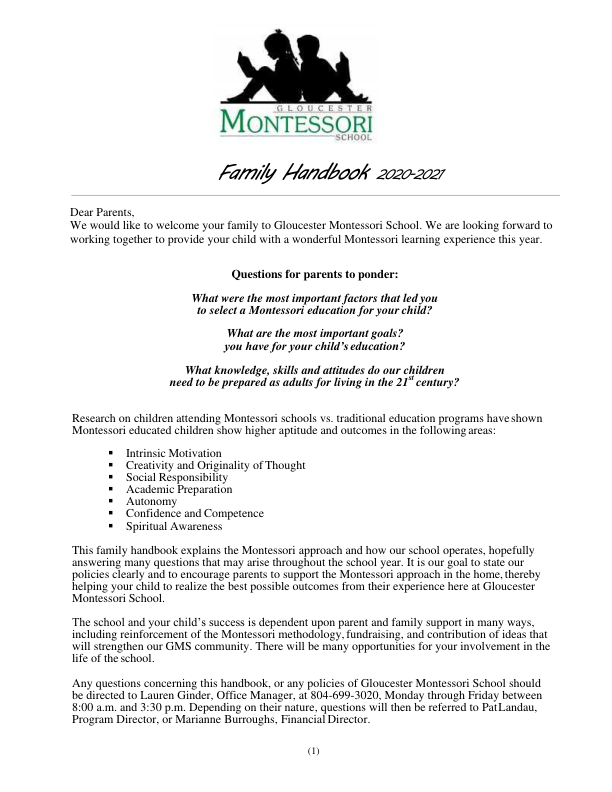 GLOUCESTER
MONTESSORI
SCHOOL
Family Handbook 2020-2021
Dear Parents,
We would like to welcome your family to Gloucester Montessori School. We are looking forward to
working together to provide your child with a wonderful Montessori learning experience this year.
Questions for parents to ponder:
What were the most important factors that led you
to select a Montessori education for your child?
What are the most important goals?
you have for your child's education?
What knowledge, skills and attitudes do our children
need to be prepared as adults for living in the 21st century?
Research on children attending Montessori schools vs. traditional education programs have shown
Montessori educated children show higher aptitude and outcomes in the following areas:
▪ Intrinsic Motivation
▪ Creativity and Originality of Thought
▪ Social Responsibility
▪ Academic Preparation
▪ Autonomy
▪ Confidence and Competence
▪ Spiritual Awareness
This family handbook explains the Montessori approach and how our school operates, hopefully
answering many questions that may arise throughout the school year. It is our goal to state our
policies clearly and to encourage parents to support the Montessori approach in the home, thereby
helping your child to realize the best possible outcomes from their experience here at Gloucester
Montessori School.
The school and your child's success is dependent upon parent and family support in many ways,
including reinforcement of the Montessori methodology, fundraising, and contribution of ideas that
will strengthen our GMS community. There will be many opportunities for your involvement in the
life of the school.
Any questions concerning this handbook, or any policies of Gloucester Montessori School should
be directed to Lauren Ginder, Office Manager, at 804-699-3020, Monday through Friday between
8:00 a.m. and 3:30 p.m. Depending on their nature, questions will then be referred to Pat Landau,
Program Director, or Marianne Burroughs, Financial Director.
(1)